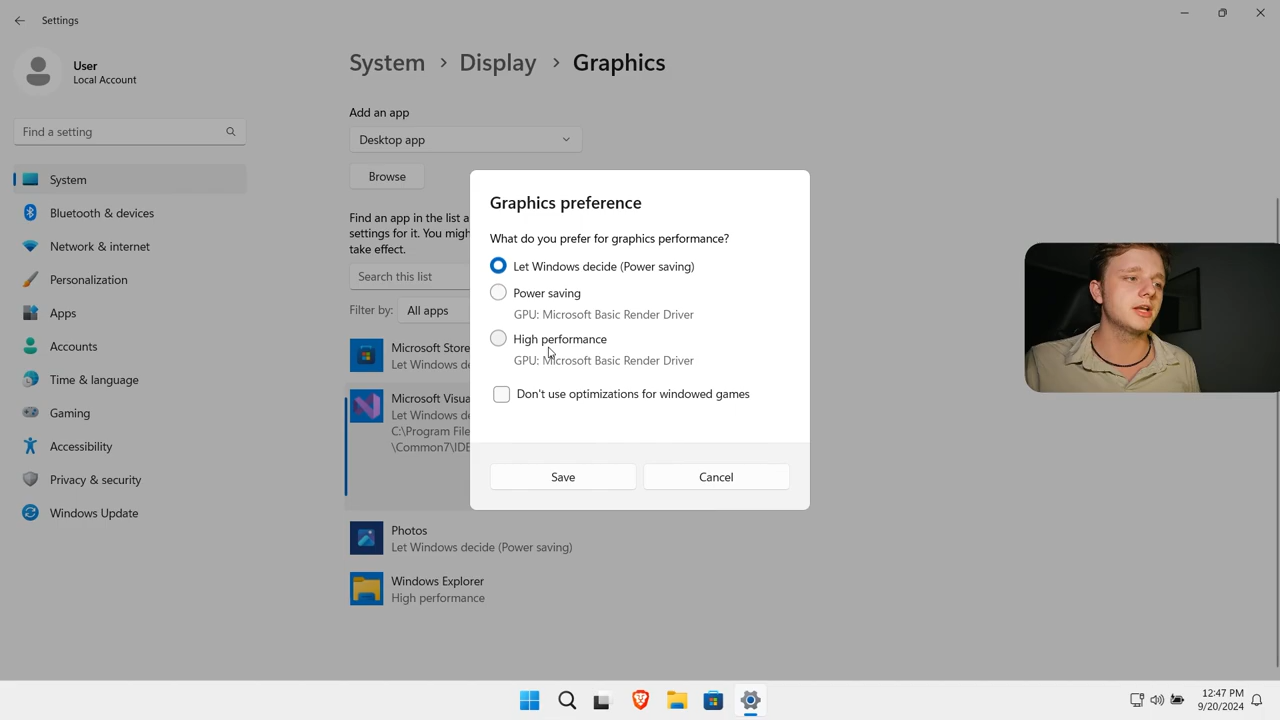 Settings
User
Local Account
Find a setting
System
Bluetooth & devices
Network & internet
Personalization
Apps
Accounts
Time & language
Gaming
Accessibility
Privacy & security
Windows Update
System > Display > Graphics
Add an app
Desktop app
Browse
Find an app in the list a
settings for it. You migh
take effect.
Search this list
Filter by: All apps
Microsoft Store
Let Windows de
Microsoft Visua
Let Windows de
C:\Program File
\Common7\IDE
Photos
Let Windows decide (Power saving)
Windows Explorer
High performance
Graphics preference
What do you prefer for graphics performance?
Let Windows decide (Power saving)
Power saving
GPU: Microsoft Basic Render Driver
High performance
GPU: Microsoft Basic Render Driver
Don't use optimizations for windowed games
Save
Cancel
12:47 PM
9/20/2024